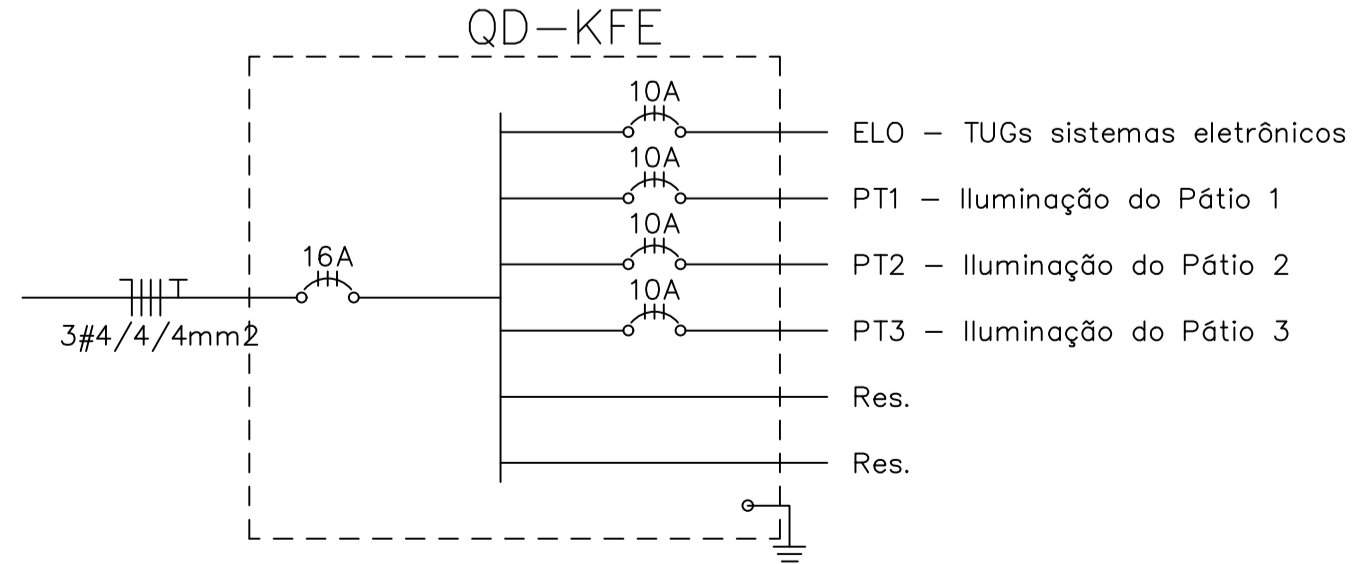 QD-KFE
10A
ELO - TUGs sistemas eletrônicos
10A
PT1 - Iluminação do Pátio 1
10A
PT2 - Iluminação do Pátio 2
16A
10A
3#4/4/4mm2
PT3 - Iluminação do Pátio 3
Res.
Res.